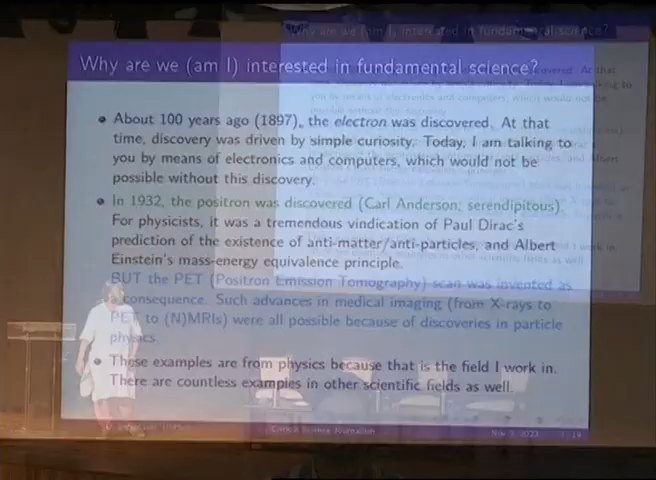 Why are we (am I) interested in fundamental science?
About 100 years ago (1897), the electron was discovered. At that
time, discovery was driven by simple curiosity. Today, I am talking to
you by means of electronics and computers, which would not be
possible without this discovery.
In 1932, the positron was discovered (Carl Anderson; serendipitous).
For physicists, it was a tremendous vindication of Paul Dirac's
prediction of the existence of anti-matter/anti-particles, and Albert
Einstein's mass-energy equivalence principle.
BUT the PET (Positron Emission Tomography) scan was invented as
consequence. Such advances in medical imaging (from X-rays to
PET to (N)MRIs) were all possible because of discoveries in particle
physics.
These examples are from physics because that is the field I work in.
There are countless examples in other scientific fields as well.